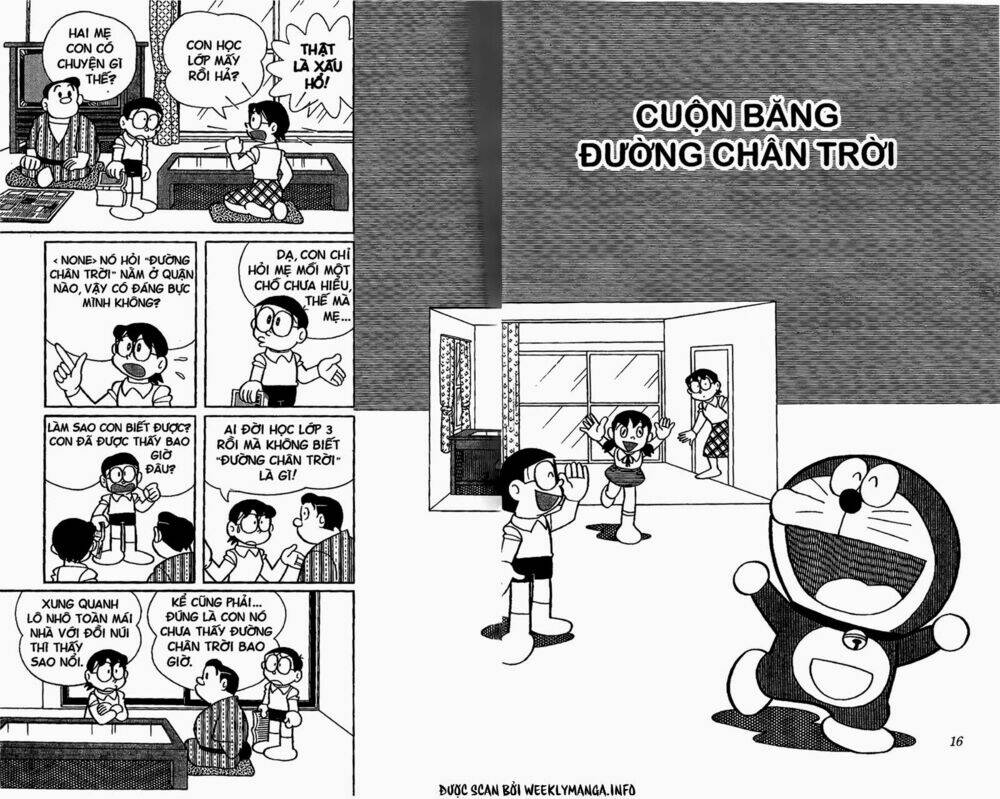 CUỘN BĂNG
ĐƯỜNG CHÂN TRỜI
16
THẬT
LÀ XẤU
HỔ!
CON HỌC
LỚP MẤY
RỒI HẢ?
HAI MẸ
CON CÓ
CHUYỆN GÌ
THẾ?
DẠ, CON CHỈ
HỎI MẸ MỖI MỘT
CHỖ CHƯA HIỂU,
THẾ MÀ
MẸ...
< NONE> NÓ HỎI "ĐƯỜNG
CHÂN TRỜI" NẰM Ở QUẬN
NÀO, VẬY CÓ ĐÁNG BỰC
MÌNH KHÔNG?
AI ĐỜI HỌC LỚP 3
RỒI MÀ KHÔNG BIẾT
"ĐƯỜNG CHÂN TRỜI"
LÀ GÌ!
LÀM SAO CON BIẾT ĐƯỢC?
CON ĐÃ ĐƯỢC THẤY BAO
GIỜ
ĐÂU?
KỂ CŨNG PHẢI...
ĐÚNG LÀ CON NÓ
CHƯA THẤY ĐƯỜNG
CHÂN TRỜI BAO
GIỜ.
XUNG QUANH
LÔ NHÔ TOÀN MÁI
NHÀ VỚI ĐỒI NÚI
THÌ THẤY
SAO NỔI.
ĐƯỢC SCAN BỞI WEEKLYMANGA.INFO